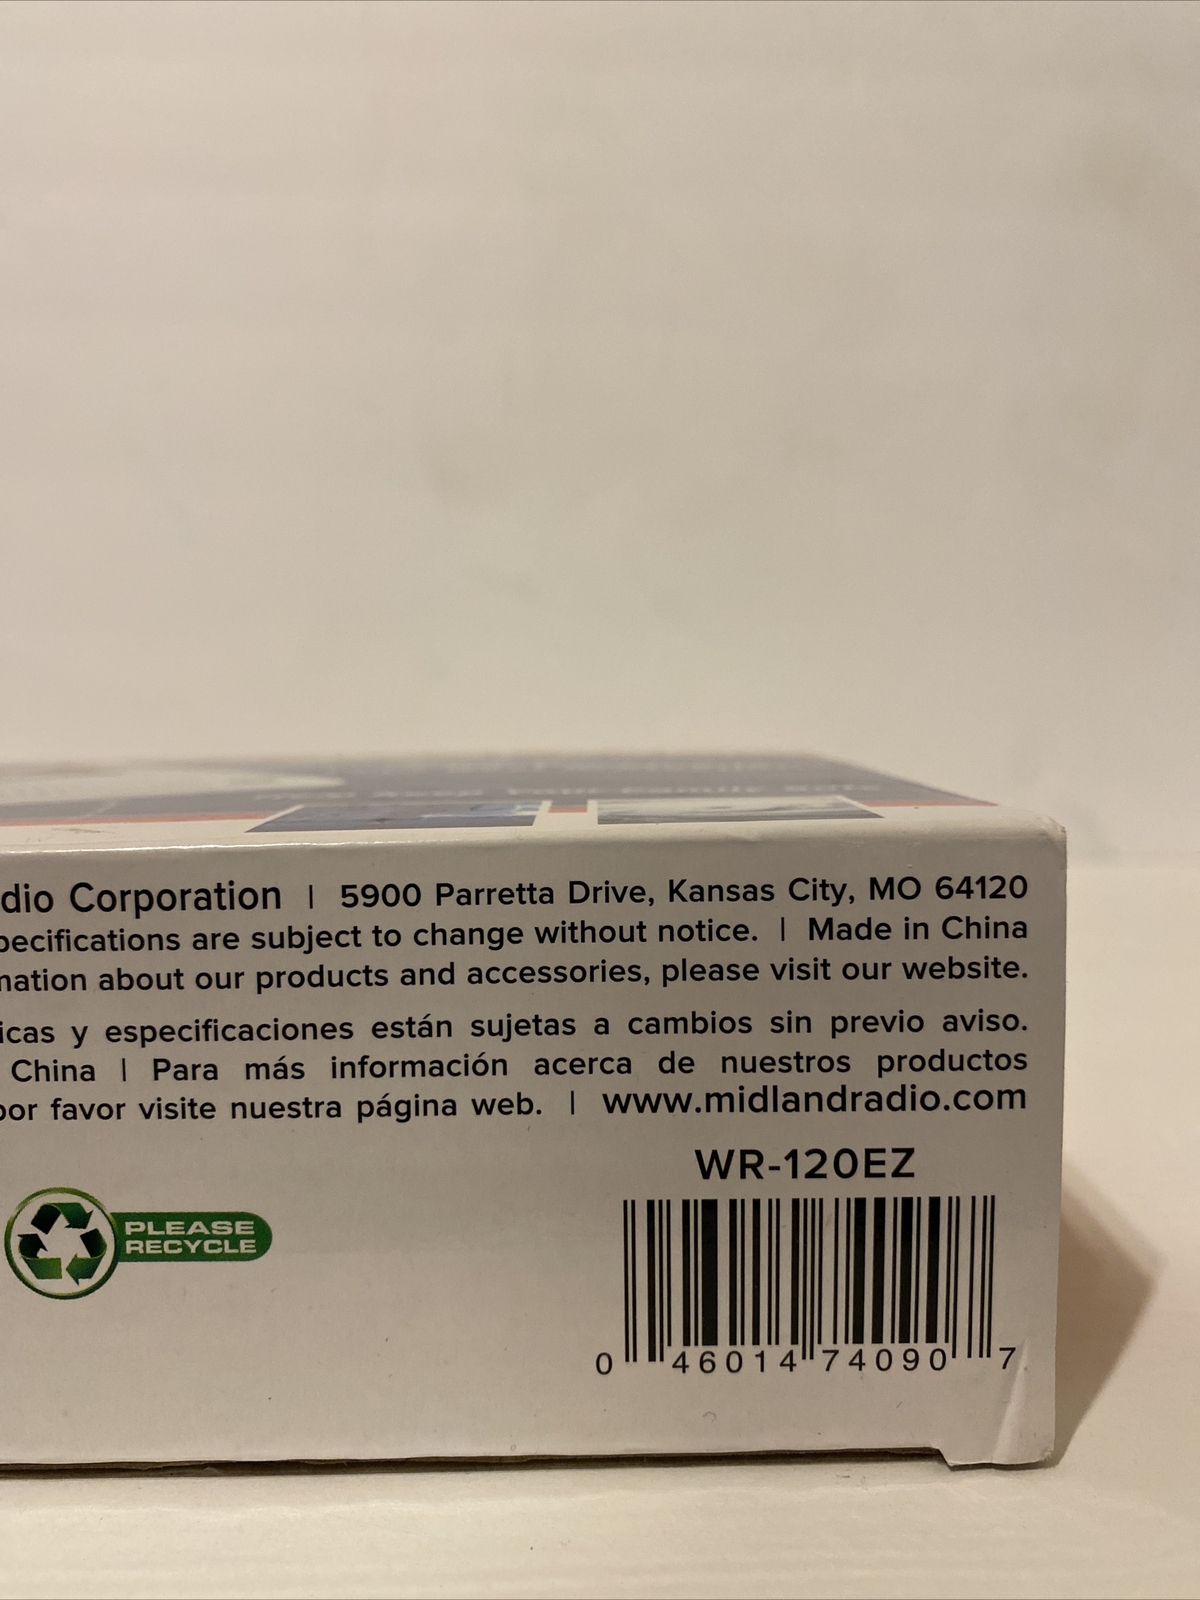 dio Corporation | 5900 Parretta Drive, Kansas City, MO 64120
pecifications are subject to change without notice. | Made in China
mation about our products and accessories, please visit our website.
icas y especificaciones están sujetas a cambios sin previo aviso.
China | Para más información acerca de nuestros productos
por favor visite nuestra página web. | www.midlandradio.com
WR-120EZ
PLEASE
RECYCLE
0 46014 74090 7